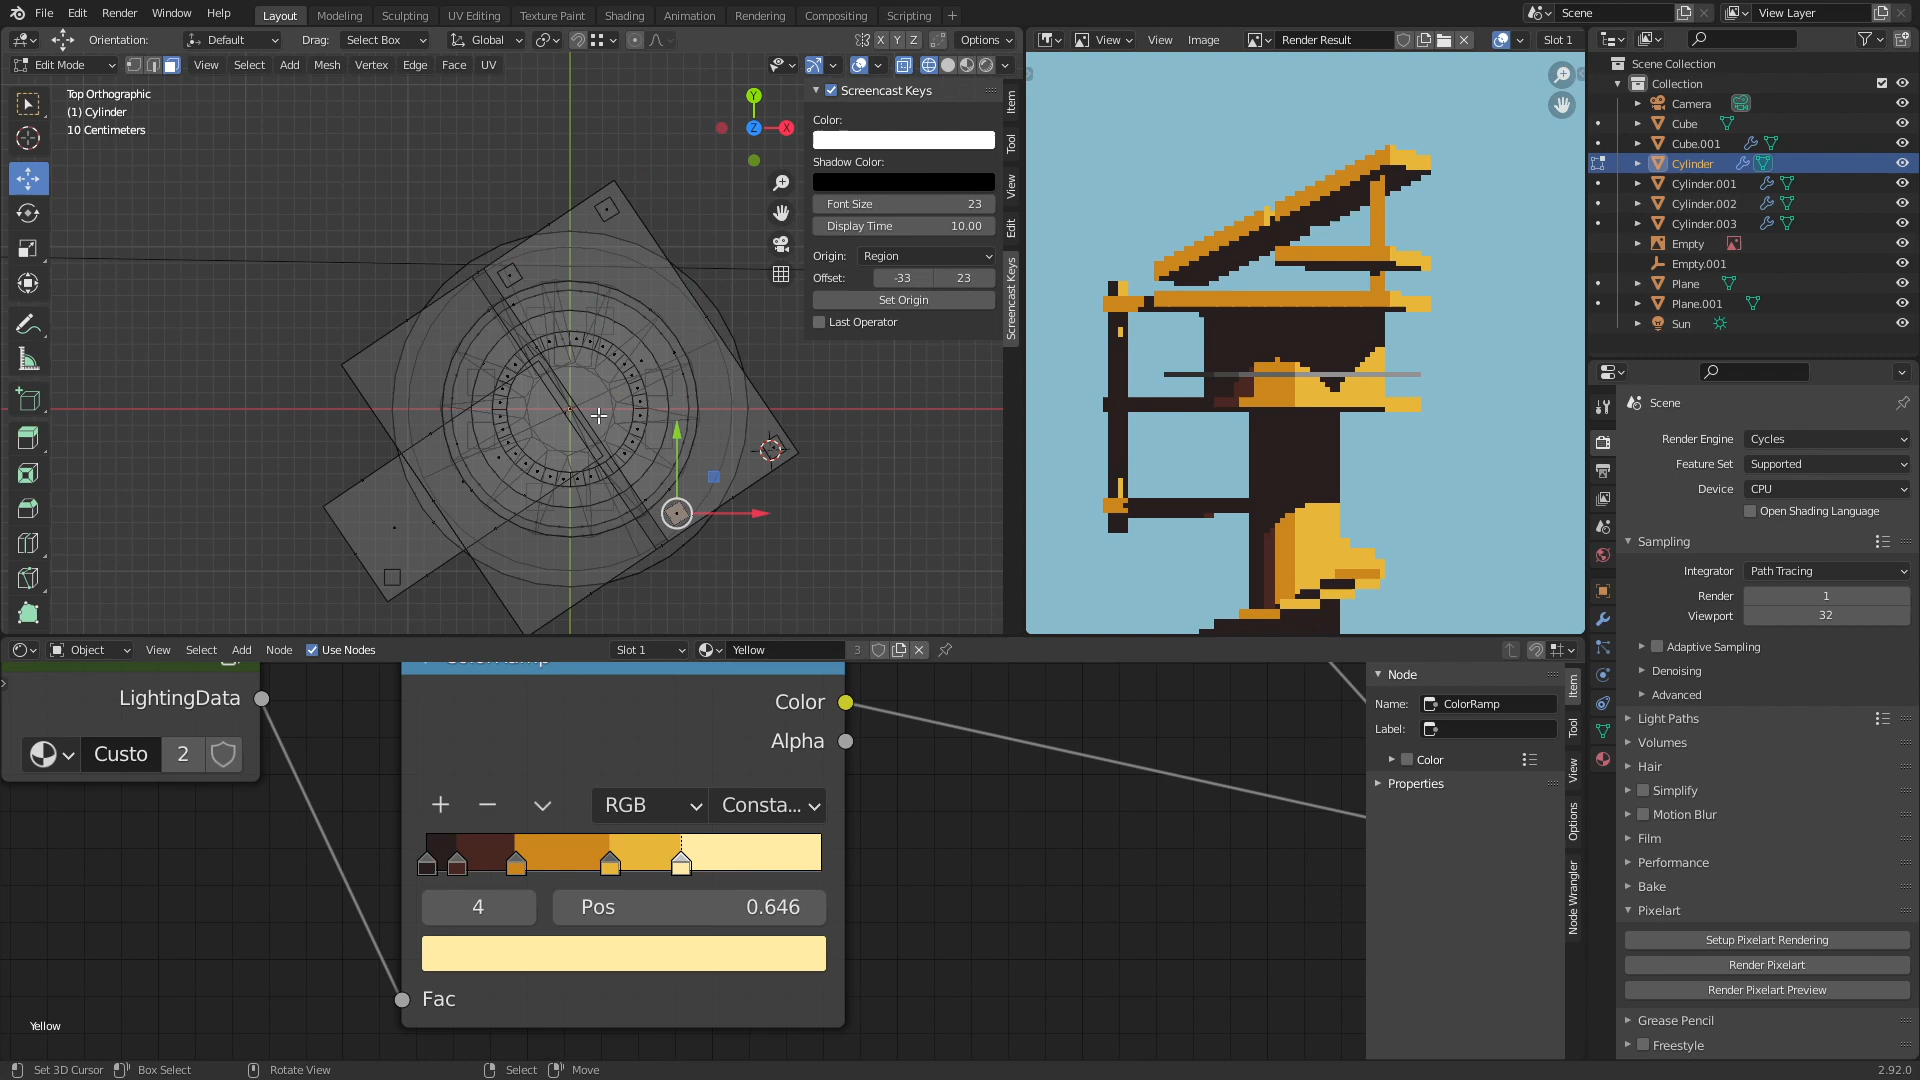 File Edit Render Window Help Layout Modeling Sculpting UV Editing Texture Paint Shading Animation Rendering Compositing Scripting + Scene View Layer
Orientation: Default Drag: Select Box Global X Y Z Options View View Image Render Result Slot 1
Edit Mode View Select Add Mesh Vertex Edge Face UV
Top Orthographic
(1) Cylinder
10 Centimeters
Y
Z
X
Screencast Keys
Color:
Shadow Color:
Font Size 23
Display Time 10.00
Origin: Region
Offset: -33 23
Set Origin
Last Operator
Item
Tool
View
Edit
Screencast Keys
Scene Collection
Collection
Camera
Cube
Cube.001
Cylinder
Cylinder.001
Cylinder.002
Cylinder.003
Empty
Empty.001
Plane
Plane.001
Sun
Scene
Render Engine Cycles
Feature Set Supported
Device CPU
Open Shading Language
Sampling
Integrator Path Tracing
Render 1
Viewport 32
Adaptive Sampling
Denoising
Advanced
Light Paths
Volumes
Hair
Simplify
Motion Blur
Film
Performance
Bake
Pixelart
Setup Pixelart Rendering
Render Pixelart
Render Pixelart Preview
Grease Pencil
Freestyle
Object View Select Add Node Use Nodes Slot 1 Yellow 3
LightingData
Custo 2
Color
Alpha
RGB Consta...
4 Pos 0.646
Fac
Yellow
Node
Name: ColorRamp
Label:
Color
Properties
Item
Tool
View
Options
Node Wrangler
Set 3D Cursor Box Select Rotate View Select Move 2.92.0